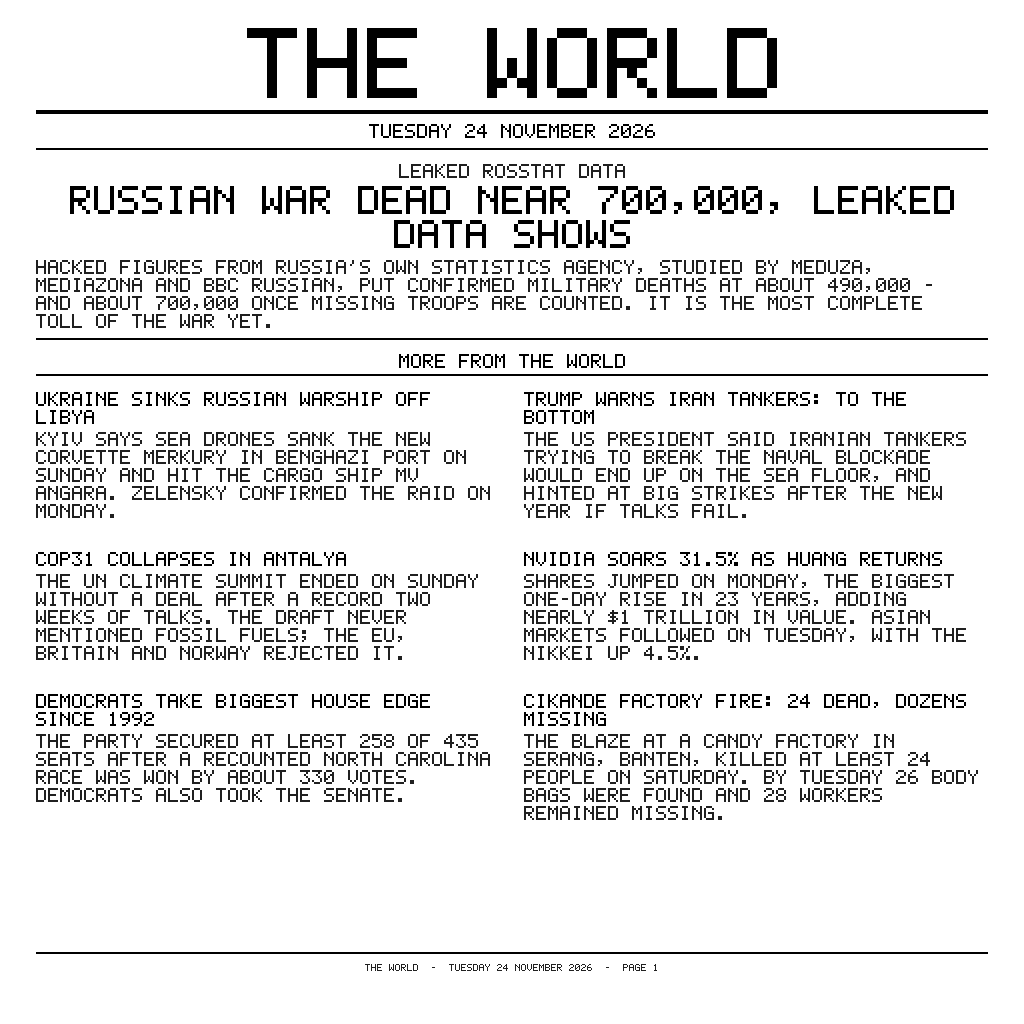 THE WORLD
TUESDAY 24 NOVEMBER 2026
LEAKED ROSSTAT DATA
RUSSIAN WAR DEAD NEAR 700,000, LEAKED
DATA SHOWS
HACKED FIGURES FROM RUSSIA'S OWN STATISTICS AGENCY, STUDIED BY MEDUZA,
MEDIAZONA AND BBC RUSSIAN, PUT CONFIRMED MILITARY DEATHS AT ABOUT 490,000 -
AND ABOUT 700,000 ONCE MISSING TROOPS ARE COUNTED. IT IS THE MOST COMPLETE
TOLL OF THE WAR YET.
MORE FROM THE WORLD
UKRAINE SINKS RUSSIAN WARSHIP OFF
LIBYA
KYIV SAYS SEA DRONES SANK THE NEW
CORVETTE MERKURY IN BENGHAZI PORT ON
SUNDAY AND HIT THE CARGO SHIP MV
ANGARA. ZELENSKY CONFIRMED THE RAID ON
MONDAY.
TRUMP WARNS IRAN TANKERS: TO THE
BOTTOM
THE US PRESIDENT SAID IRANIAN TANKERS
TRYING TO BREAK THE NAVAL BLOCKADE
WOULD END UP ON THE SEA FLOOR, AND
HINTED AT BIG STRIKES AFTER THE NEW
YEAR IF TALKS FAIL.
COP31 COLLAPSES IN ANTALYA
THE UN CLIMATE SUMMIT ENDED ON SUNDAY
WITHOUT A DEAL AFTER A RECORD TWO
WEEKS OF TALKS. THE DRAFT NEVER
MENTIONED FOSSIL FUELS; THE EU,
BRITAIN AND NORWAY REJECTED IT.
NVIDIA SOARS 31.5% AS HUANG RETURNS
SHARES JUMPED ON MONDAY, THE BIGGEST
ONE-DAY RISE IN 23 YEARS, ADDING
NEARLY $1 TRILLION IN VALUE. ASIAN
MARKETS FOLLOWED ON TUESDAY, WITH THE
NIKKEI UP 4.5%.
DEMOCRATS TAKE BIGGEST HOUSE EDGE
SINCE 1992
THE PARTY SECURED AT LEAST 258 OF 435
SEATS AFTER A RECOUNTED NORTH CAROLINA
RACE WAS WON BY ABOUT 330 VOTES.
DEMOCRATS ALSO TOOK THE SENATE.
CIKANDE FACTORY FIRE: 24 DEAD, DOZENS
MISSING
THE BLAZE AT A CANDY FACTORY IN
SERANG, BANTEN, KILLED AT LEAST 24
PEOPLE ON SATURDAY. BY TUESDAY 26 BODY
BAGS WERE FOUND AND 28 WORKERS
REMAINED MISSING.
THE WORLD - TUESDAY 24 NOVEMBER 2026 - PAGE 1